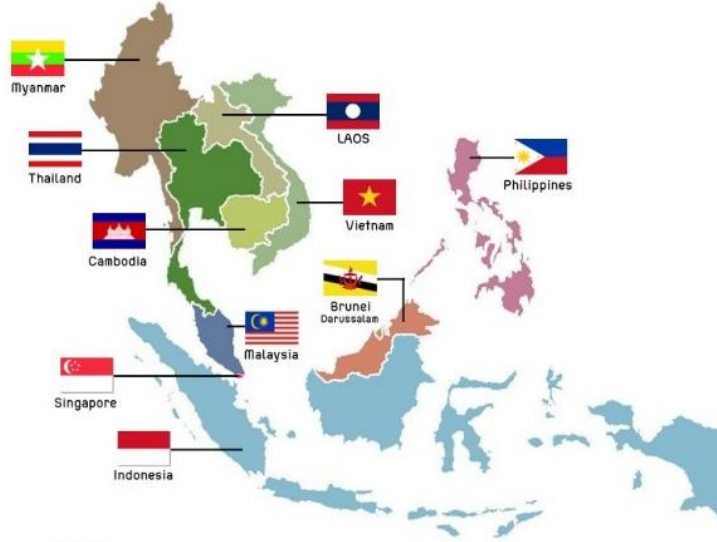 Myanmar
LAOS
Thailand
Philippines
Vietnam
Cambodia
Brunei
Darussalam
Malaysia
Singapore
Indonesia